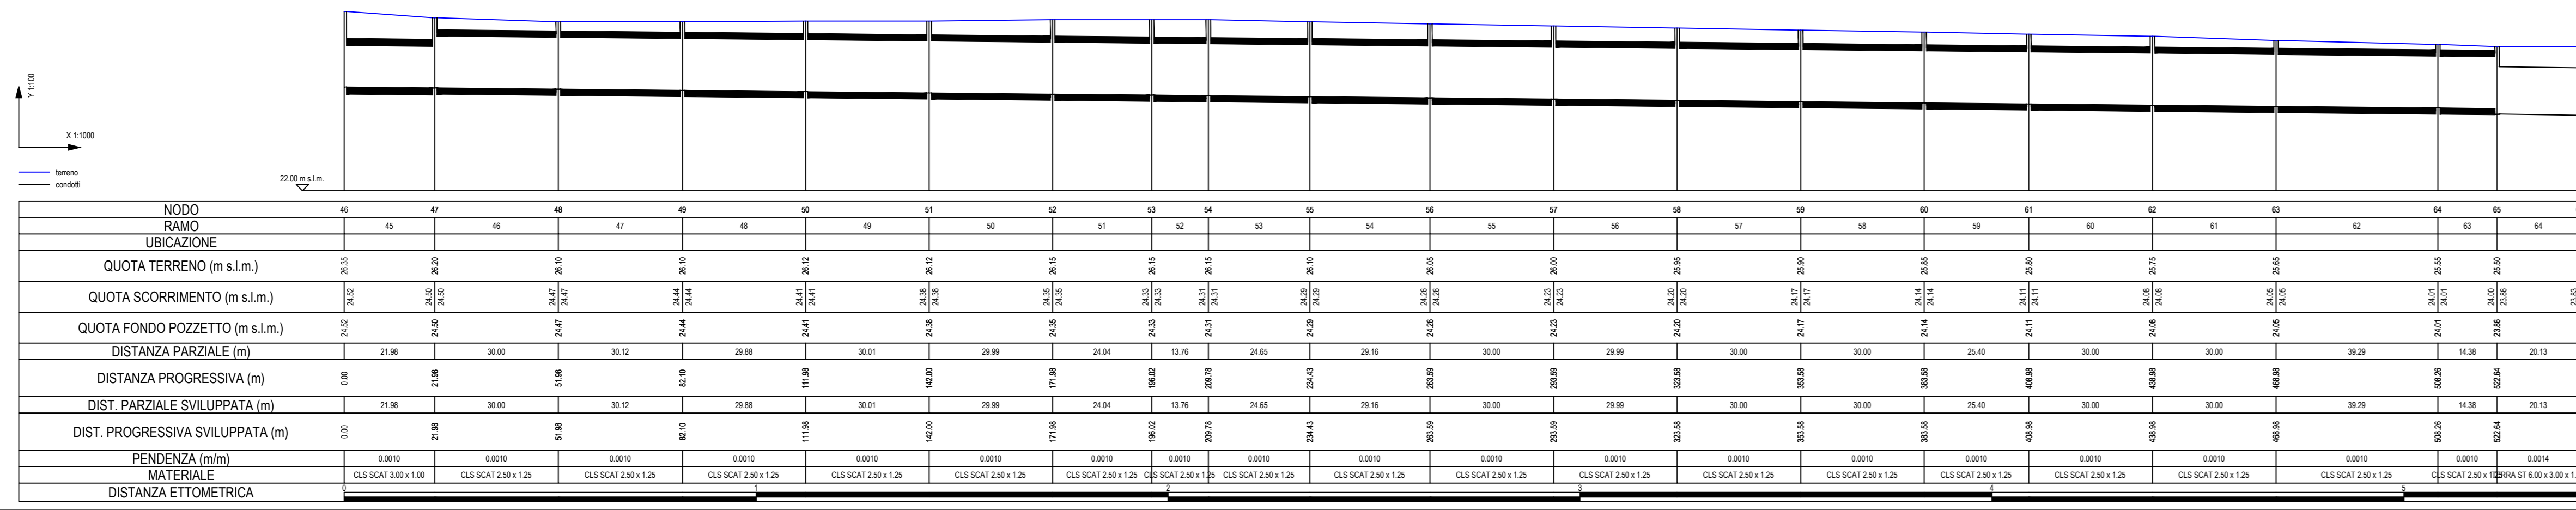 Y 1:100
X 1:1000
terreno
condotti
22.00 m s.l.m.
NODO 46 47 48 49 50 51 52 53 54 55 56 57 58 59 60 61 62 63 64 65
RAMO 45 46 47 48 49 50 51 52 53 54 55 56 57 58 59 60 61 62 63 64
UBICAZIONE
QUOTA TERRENO (m s.l.m.) 26.35 26.20 26.10 26.10 26.12 26.12 26.15 26.15 26.15 26.10 26.05 26.00 25.95 25.90 25.85 25.80 25.75 25.65 25.55 25.50
QUOTA SCORRIMENTO (m s.l.m.) 24.52 24.50 24.50 24.47 24.47 24.44 24.44 24.41 24.41 24.38 24.38 24.35 24.35 24.33 24.33 24.31 24.31 24.29 24.29 24.26 24.26 24.23 24.23 24.20 24.20 24.17 24.17 24.14 24.14 24.11 24.11 24.08 24.08 24.05 24.05 24.01 24.01 24.00 23.86 23.83
QUOTA FONDO POZZETTO (m s.l.m.) 24.52 24.50 24.47 24.44 24.41 24.38 24.35 24.33 24.31 24.29 24.26 24.23 24.20 24.17 24.14 24.11 24.08 24.05 24.01 23.86
DISTANZA PARZIALE (m) 21.98 30.00 30.12 29.88 30.01 29.99 24.04 13.76 24.65 29.16 30.00 29.99 30.00 30.00 25.40 30.00 30.00 39.29 14.38 20.13
DISTANZA PROGRESSIVA (m) 0.00 21.98 51.98 82.10 111.98 142.00 171.98 196.02 209.78 234.43 263.59 293.59 323.58 353.58 383.58 408.98 438.98 468.98 508.26 522.64
DIST. PARZIALE SVILUPPATA (m) 21.98 30.00 30.12 29.88 30.01 29.99 24.04 13.76 24.65 29.16 30.00 29.99 30.00 30.00 25.40 30.00 30.00 39.29 14.38 20.13
DIST. PROGRESSIVA SVILUPPATA (m) 0.00 21.98 51.98 82.10 111.98 142.00 171.98 196.02 209.78 234.43 263.59 293.59 323.58 353.58 383.58 408.98 438.98 468.98 508.26 522.64
PENDENZA (m/m) 0.0010 0.0010 0.0010 0.0010 0.0010 0.0010 0.0010 0.0010 0.0010 0.0010 0.0010 0.0010 0.0010 0.0010 0.0010 0.0010 0.0010 0.0010 0.0010 0.0014
MATERIALE CLS SCAT 3.00 x 1.00 CLS SCAT 2.50 x 1.25 CLS SCAT 2.50 x 1.25 CLS SCAT 2.50 x 1.25 CLS SCAT 2.50 x 1.25 CLS SCAT 2.50 x 1.25 CLS SCAT 2.50 x 1.25 CLS SCAT 2.50 x 1.25 CLS SCAT 2.50 x 1.25 CLS SCAT 2.50 x 1.25 CLS SCAT 2.50 x 1.25 CLS SCAT 2.50 x 1.25 CLS SCAT 2.50 x 1.25 CLS SCAT 2.50 x 1.25 CLS SCAT 2.50 x 1.25 CLS SCAT 2.50 x 1.25 CLS SCAT 2.50 x 1.25 CLS SCAT 2.50 x 1.25 CLS SCAT 2.50 x 1.25 TERRA ST 6.00 x 3.00 x 1.
DISTANZA ETTOMETRICA 0 1 2 3 4 5